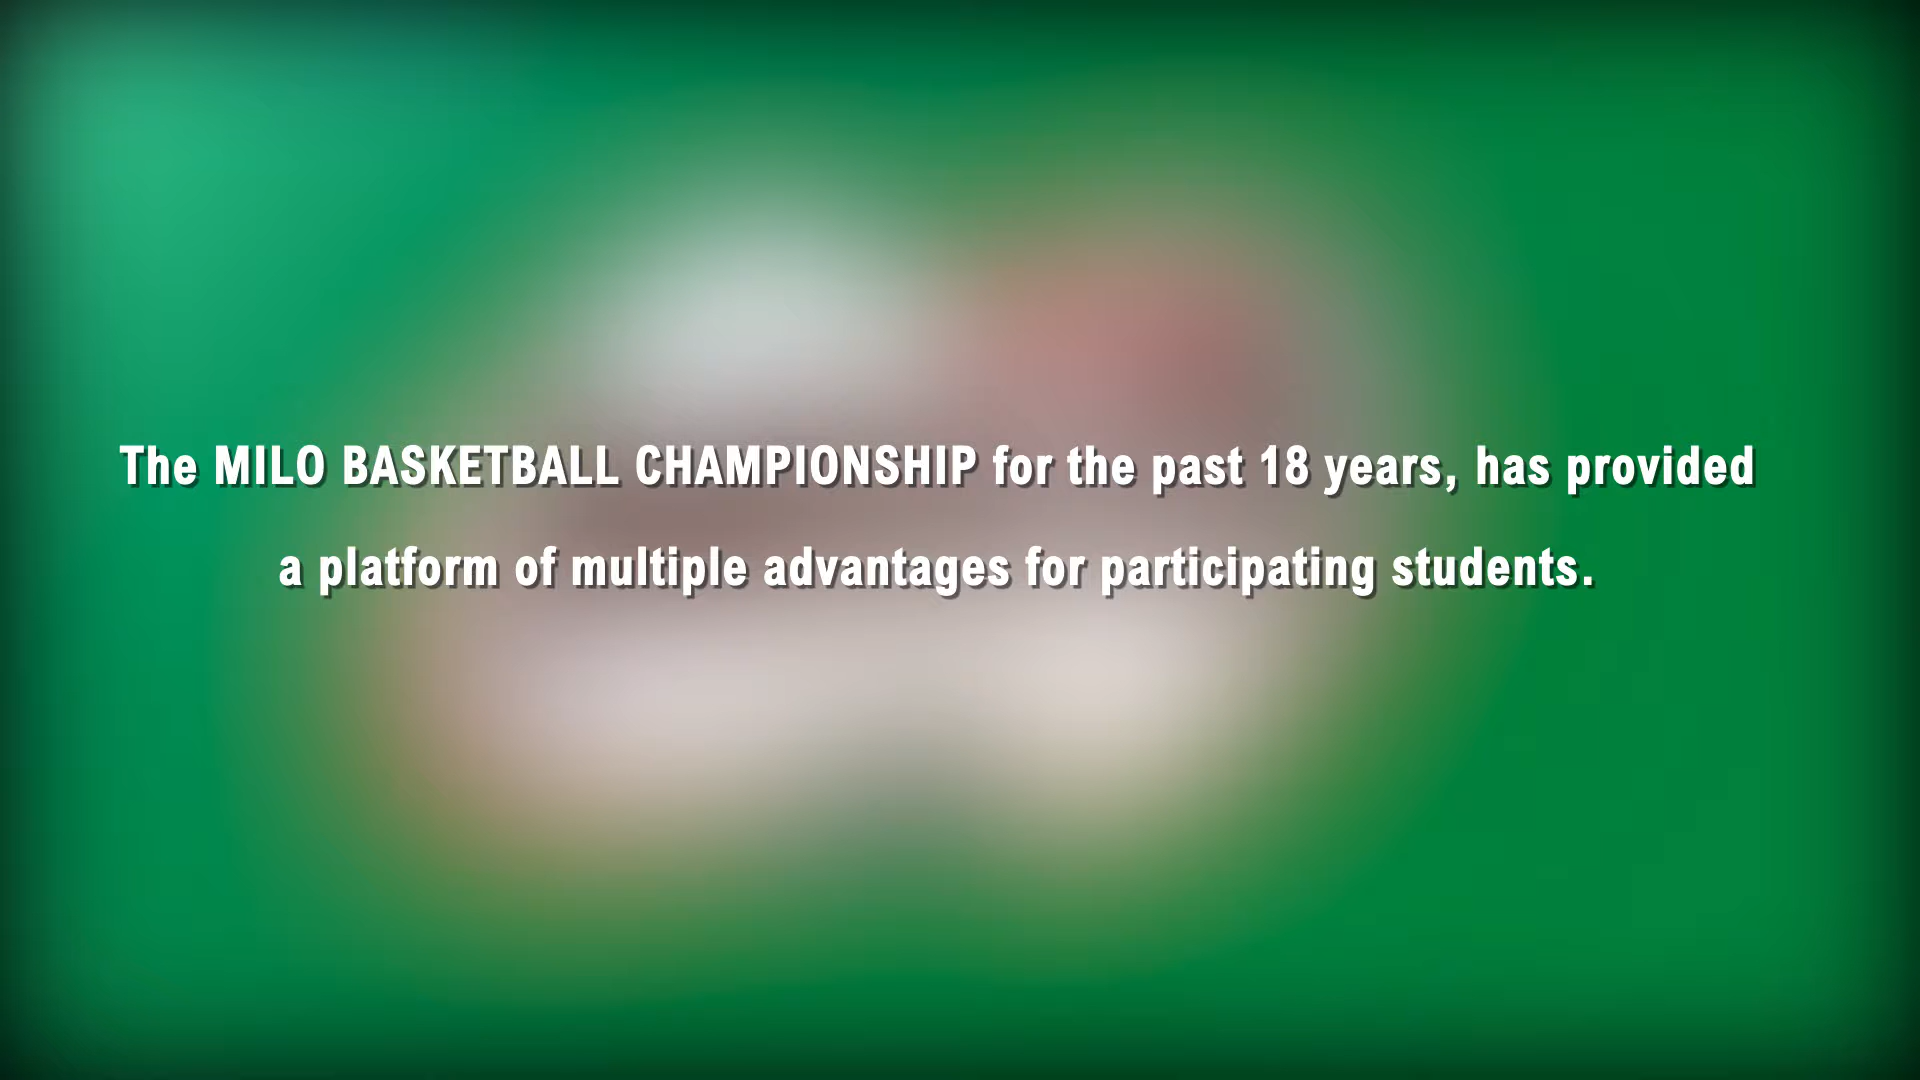 The MILO BASKETBALL CHAMPIONSHIP for the past 18 years, has provided
a platform of multiple advantages for participating students.